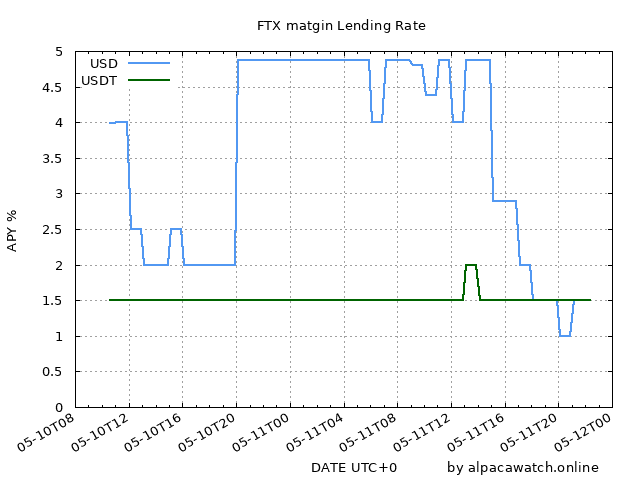 FTX matgin Lending Rate
USD
USDT
5
4.5
4
3.5
3
2.5
2
1.5
1
0.5
0
APY %
05-10T08
05-10T12
05-10T16
05-10T20
05-11T00
05-11T04
05-11T08
05-11T12
05-11T16
05-11T20
05-12T00
DATE UTC+0
by alpacawatch.online